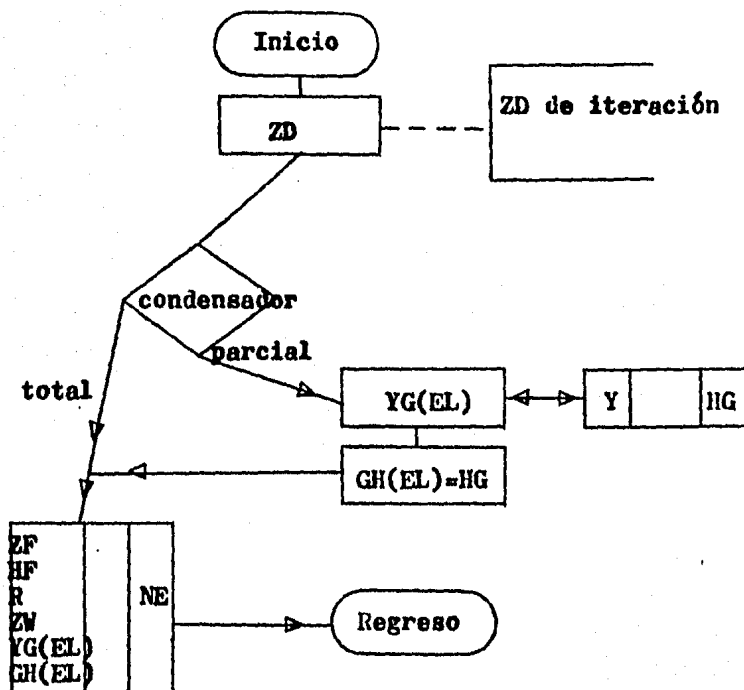 Inicio
ZD
ZD de iteración
condensador
parcial
total
YG(EL)
Y HG
GH(EL)=HG
ZF
HF
R
ZW
YG(EL)
GH(EL)
NE
Regreso